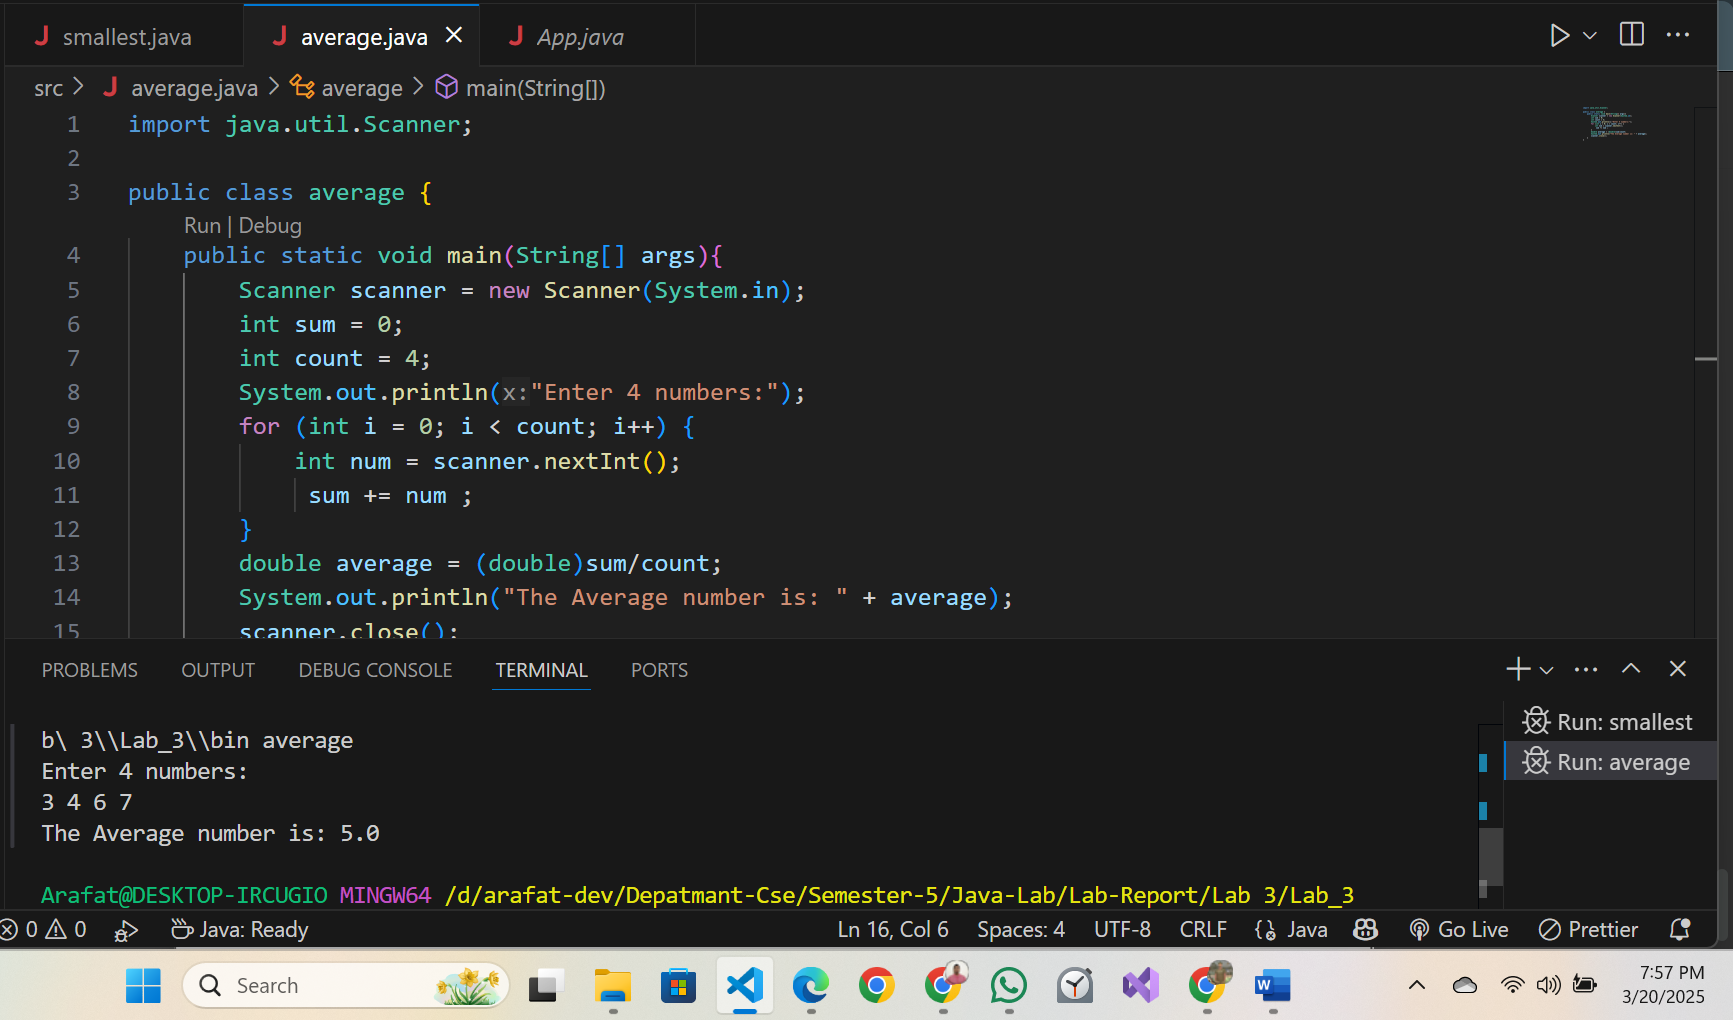 smallest.java average.java App.java
src > average.java > average > main(String[])
1 import java.util.Scanner;
2
3 public class average {
Run | Debug
4 public static void main(String[] args){
5 Scanner scanner = new Scanner(System.in);
6 int sum = 0;
7 int count = 4;
8 System.out.println(x:"Enter 4 numbers:");
9 for (int i = 0; i < count; i++) {
10 int num = scanner.nextInt();
11 sum += num ;
12 }
13 double average = (double)sum/count;
14 System.out.println("The Average number is: " + average);
15 scanner.close();
PROBLEMS OUTPUT DEBUG CONSOLE TERMINAL PORTS
b\ 3\\Lab_3\\bin average
Enter 4 numbers:
3 4 6 7
The Average number is: 5.0
Arafat@DESKTOP-IRCUGIO MINGW64 /d/arafat-dev/Depatmant-Cse/Semester-5/Java-Lab/Lab-Report/Lab 3/Lab_3
Run: smallest
Run: average
0 0 Java: Ready Ln 16, Col 6 Spaces: 4 UTF-8 CRLF {} Java Go Live Prettier
Search
7:57 PM
3/20/2025